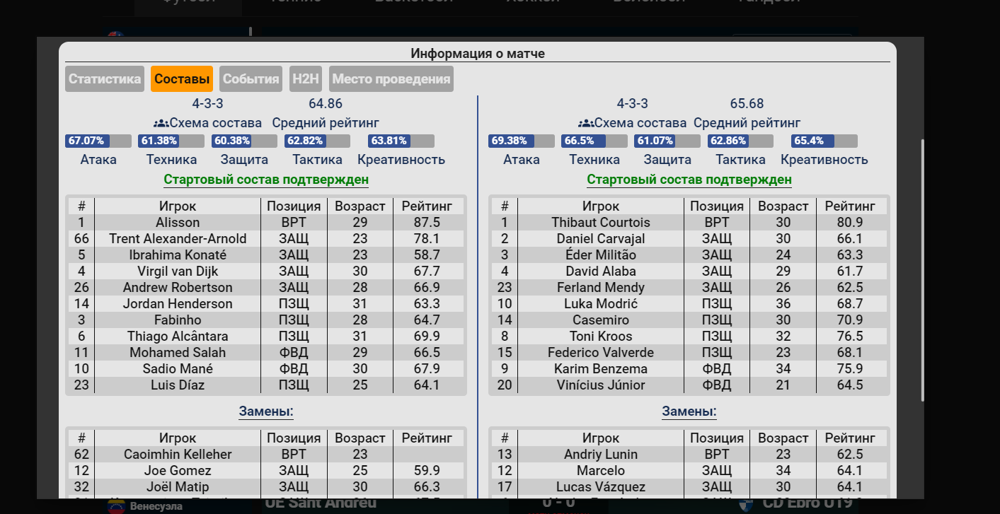 Футбол Теннис Баскетбол Хоккей Волейбол Гандбол
Информация о матче
Статистика Составы События H2H Место проведения
4-3-3 64.86
Схема состава Средний рейтинг
67.07% 61.38% 60.38% 62.82% 63.81%
Атака Техника Защита Тактика Креативность
Стартовый состав подтвержден
# Игрок Позиция Возраст Рейтинг
1 Alisson ВРТ 29 87.5
66 Trent Alexander-Arnold ЗАЩ 23 78.1
5 Ibrahima Konaté ЗАЩ 23 58.7
4 Virgil van Dijk ЗАЩ 30 67.7
26 Andrew Robertson ЗАЩ 28 66.9
14 Jordan Henderson ПЗЩ 31 63.3
3 Fabinho ПЗЩ 28 64.7
6 Thiago Alcântara ПЗЩ 31 69.9
11 Mohamed Salah ФВД 29 66.5
10 Sadio Mané ФВД 30 67.9
23 Luis Díaz ПЗЩ 25 64.1
Замены:
# Игрок Позиция Возраст Рейтинг
62 Caoimhin Kelleher ВРТ 23
12 Joe Gomez ЗАЩ 25 59.9
32 Joël Matip ЗАЩ 30 66.3
4-3-3 65.68
Схема состава Средний рейтинг
69.38% 66.5% 61.07% 62.86% 65.4%
Атака Техника Защита Тактика Креативность
Стартовый состав подтвержден
# Игрок Позиция Возраст Рейтинг
1 Thibaut Courtois ВРТ 30 80.9
2 Daniel Carvajal ЗАЩ 30 66.1
3 Éder Militão ЗАЩ 24 63.3
4 David Alaba ЗАЩ 29 61.7
23 Ferland Mendy ЗАЩ 26 62.5
10 Luka Modrić ПЗЩ 36 68.7
14 Casemiro ПЗЩ 30 70.9
8 Toni Kroos ПЗЩ 32 76.5
15 Federico Valverde ПЗЩ 23 68.1
9 Karim Benzema ФВД 34 75.9
20 Vinícius Júnior ФВД 21 64.5
Замены:
# Игрок Позиция Возраст Рейтинг
13 Andriy Lunin ВРТ 23 62.5
12 Marcelo ЗАЩ 34 64.1
17 Lucas Vázquez ЗАЩ 30 64.1
Венесуэла UE Sant Andreu 0 - 0 CD Ebro U19